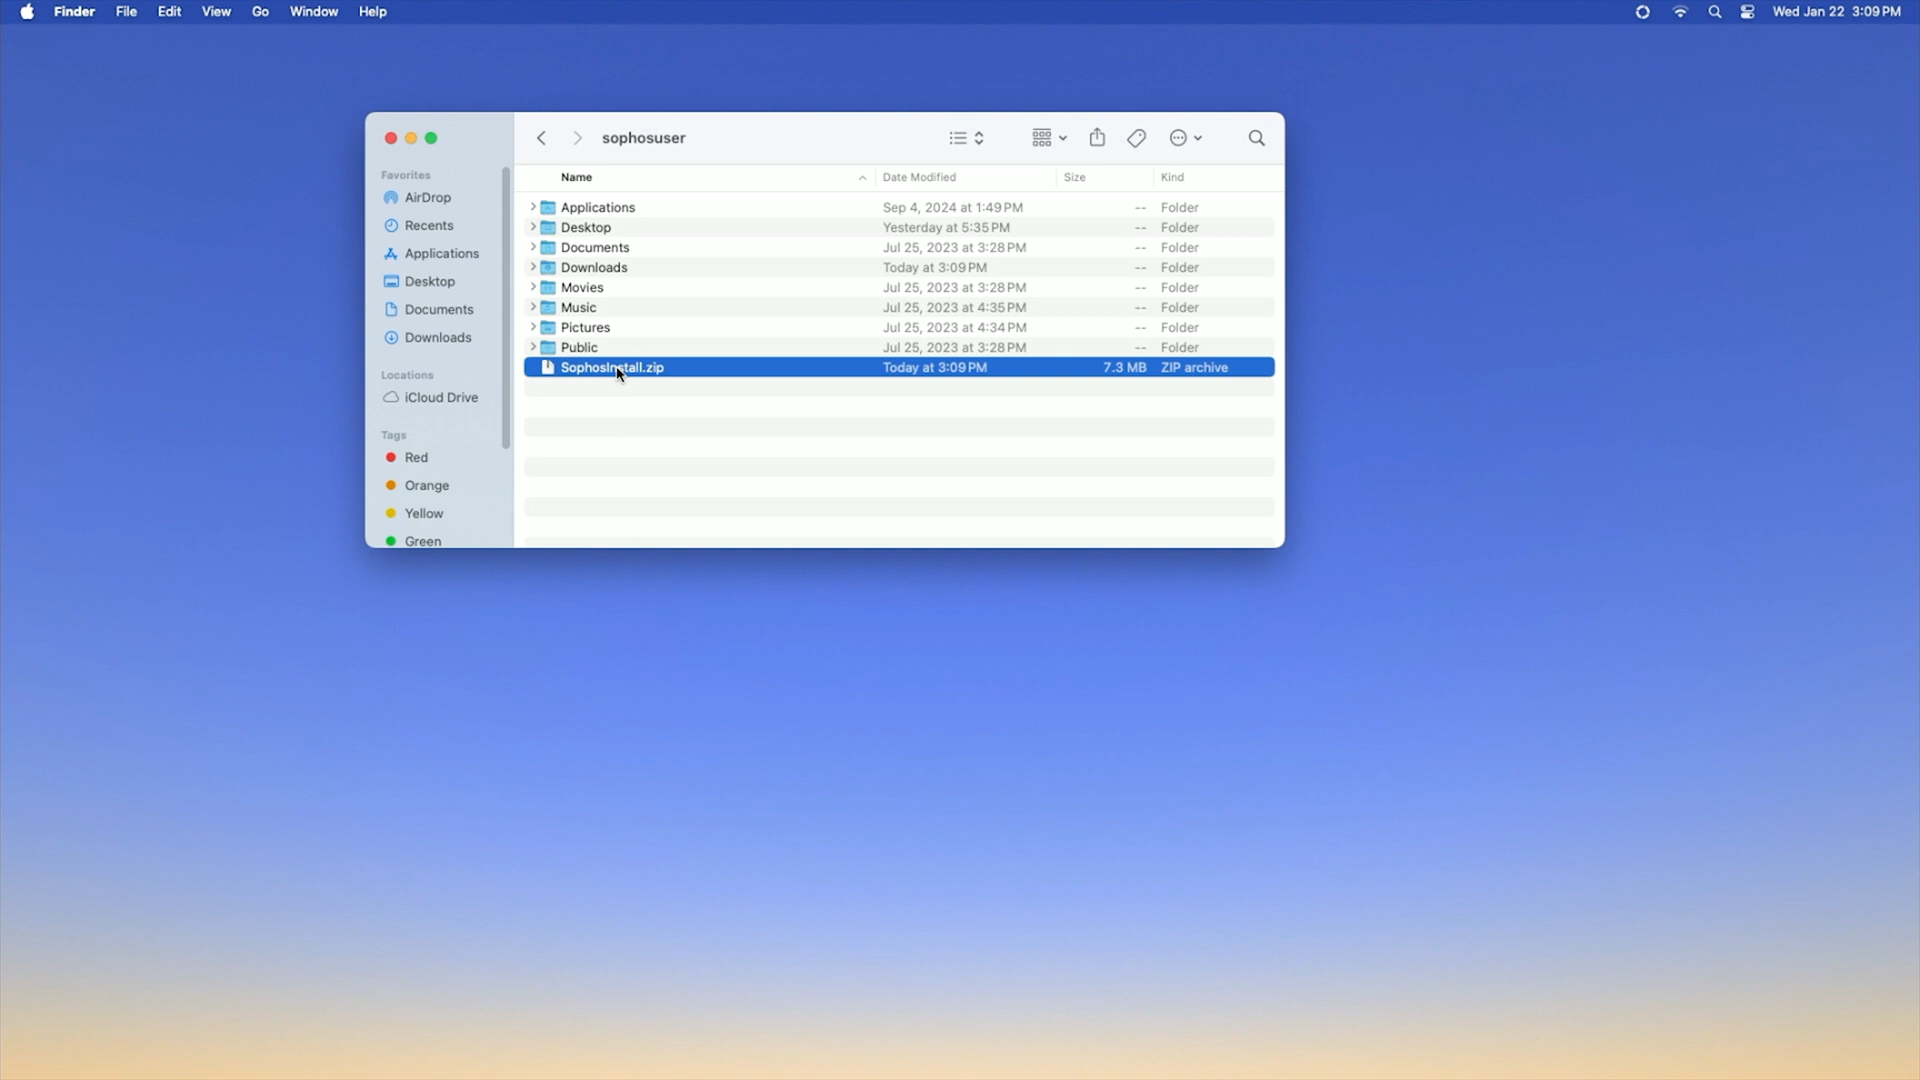 Finder File Edit View Go Window Help Wed Jan 22 3:09 PM
sophosuser
Favorites
AirDrop
Recents
Applications
Desktop
Documents
Downloads
Locations
iCloud Drive
Tags
Red
Orange
Yellow
Green
Name Date Modified Size Kind
Applications Sep 4, 2024 at 1:49 PM -- Folder
Desktop Yesterday at 5:35 PM -- Folder
Documents Jul 25, 2023 at 3:28 PM -- Folder
Downloads Today at 3:09 PM -- Folder
Movies Jul 25, 2023 at 3:28 PM -- Folder
Music Jul 25, 2023 at 4:35 PM -- Folder
Pictures Jul 25, 2023 at 4:34 PM -- Folder
Public Jul 25, 2023 at 3:28 PM -- Folder
SophosInstall.zip Today at 3:09 PM 7.3 MB ZIP archive